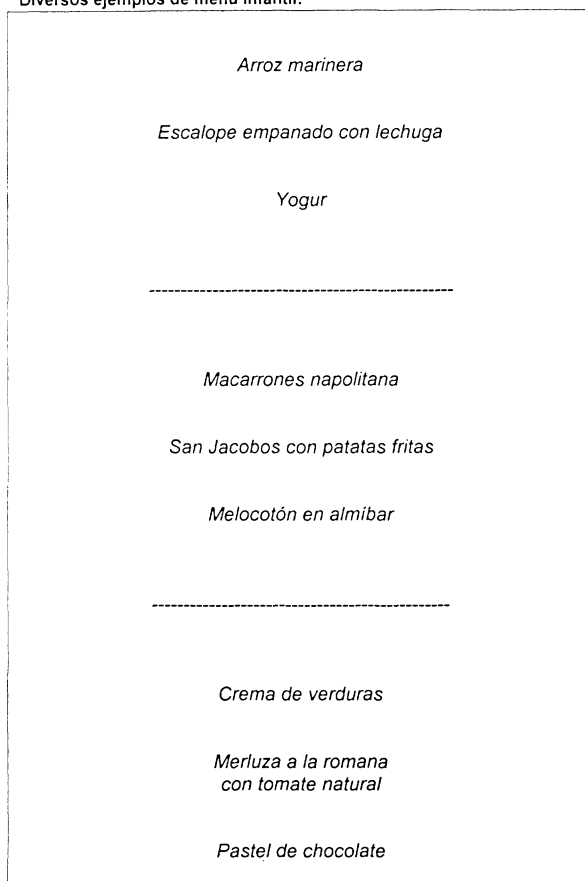 Diversos ejemplos de menú infantil.
Arroz marinera
Escalope empanado con lechuga
Yogur
------------------------------------------------
Macarrones napolitana
San Jacobos con patatas fritas
Melocotón en almíbar
-----------------------------------------------
Crema de verduras
Merluza a la romana
con tomate natural
Pastel de chocolate